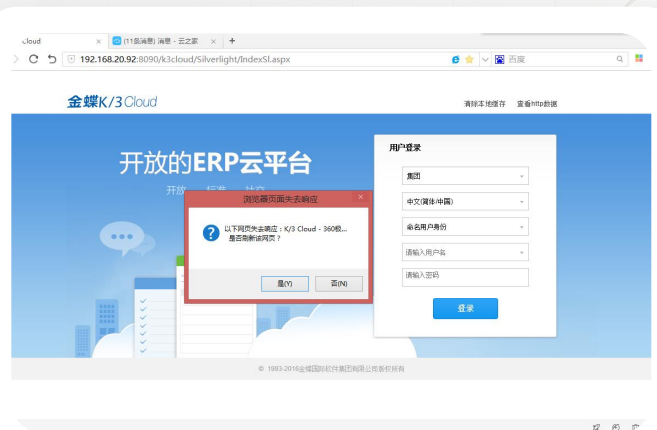 Cloud
(11条消息) 消息 - 云之家
192.168.20.92:8090/k3cloud/Silverlight/IndexSl.aspx
百度
金蝶K/3 Cloud
清除本地缓存 查看http数据
开放的ERP云平台
开放 标准 社交
用户登录
集团
中文(简体/中国)
命名用户身份
请输入用户名
请输入密码
登录
浏览器页面失去响应
以下网页失去响应：K/3 Cloud - 360极...
是否刷新该网页？
是(Y)
否(N)
© 1993-2016金蝶国际软件集团有限公司版权所有